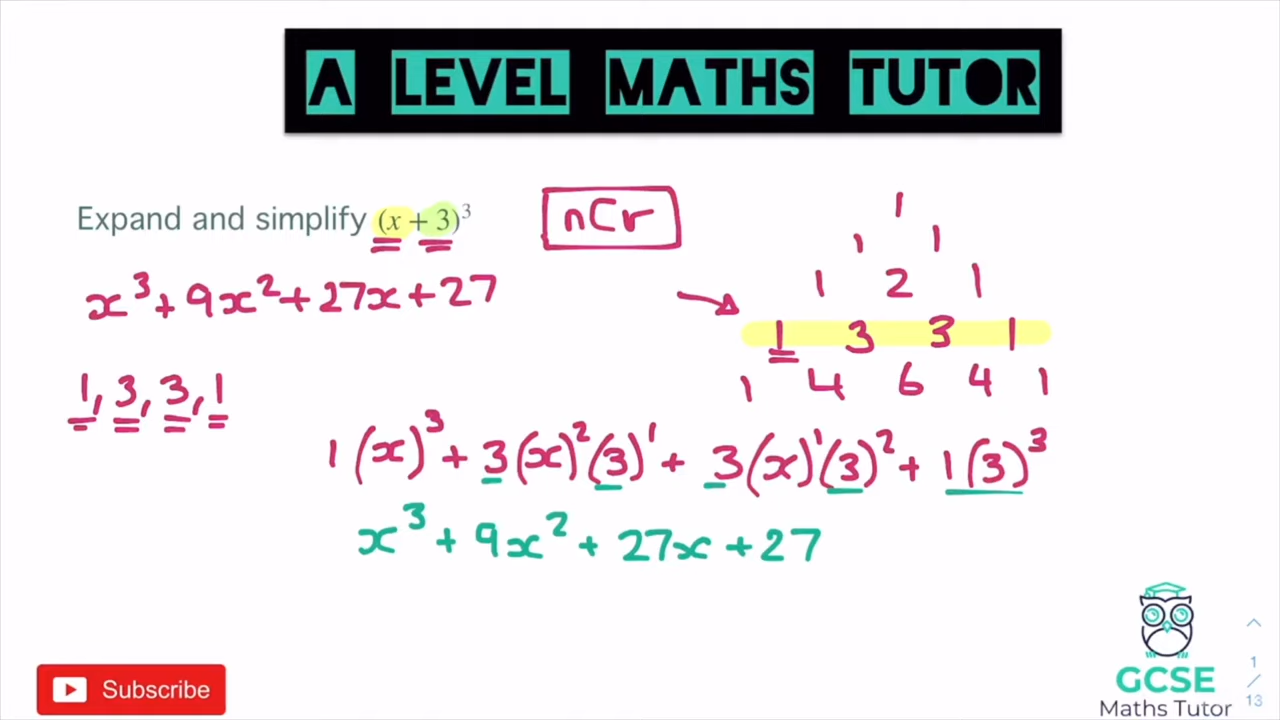 A LEVEL MATHS TUTOR
Expand and simplify (x + 3)³
nCr
x³ + 9x² + 27x + 27
1, 3, 3, 1
1
1 1
1 2 1
1 3 3 1
1 4 6 4 1
1(x)³ + 3(x)²(3)¹ + 3(x)¹(3)² + 1(3)³
x³ + 9x² + 27x + 27
Subscribe
GCSE
Maths Tutor
1
/
13